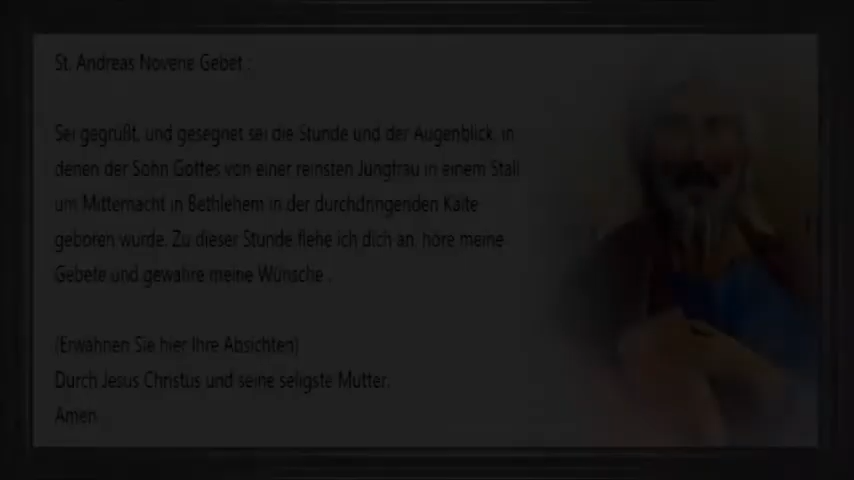 St. Andreas Novene Gebet :
Sei gegrüßt, und gesegnet sei die Stunde und der Augenblick, in
denen der Sohn Gottes von einer reinsten Jungfrau in einem Stall
um Mitternacht in Bethlehem in der durchdringenden Kälte
geboren wurde. Zu dieser Stunde flehe ich dich an, höre meine
Gebete und gewähre meine Wünsche .
(Erwähnen Sie hier Ihre Absichten)
Durch Jesus Christus und seine seligste Mutter.
Amen